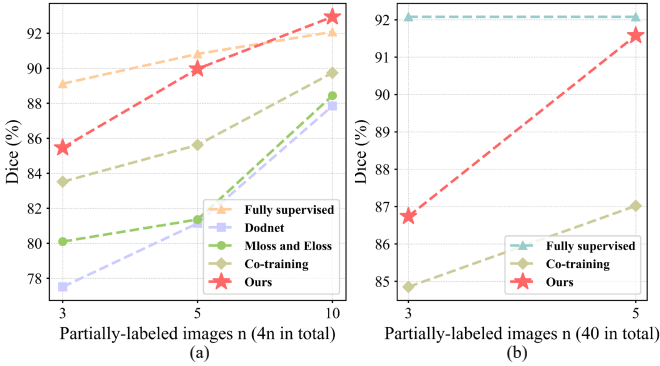 92
90
88
86
84
82
80
78
Dice (%)
Fully supervised
Dodnet
Mloss and Eloss
Co-training
Ours
3
5
10
Partially-labeled images n (4n in total)
(a)
92
91
90
89
88
87
86
85
Dice (%)
Fully supervised
Co-training
Ours
3
5
Partially-labeled images n (40 in total)
(b)